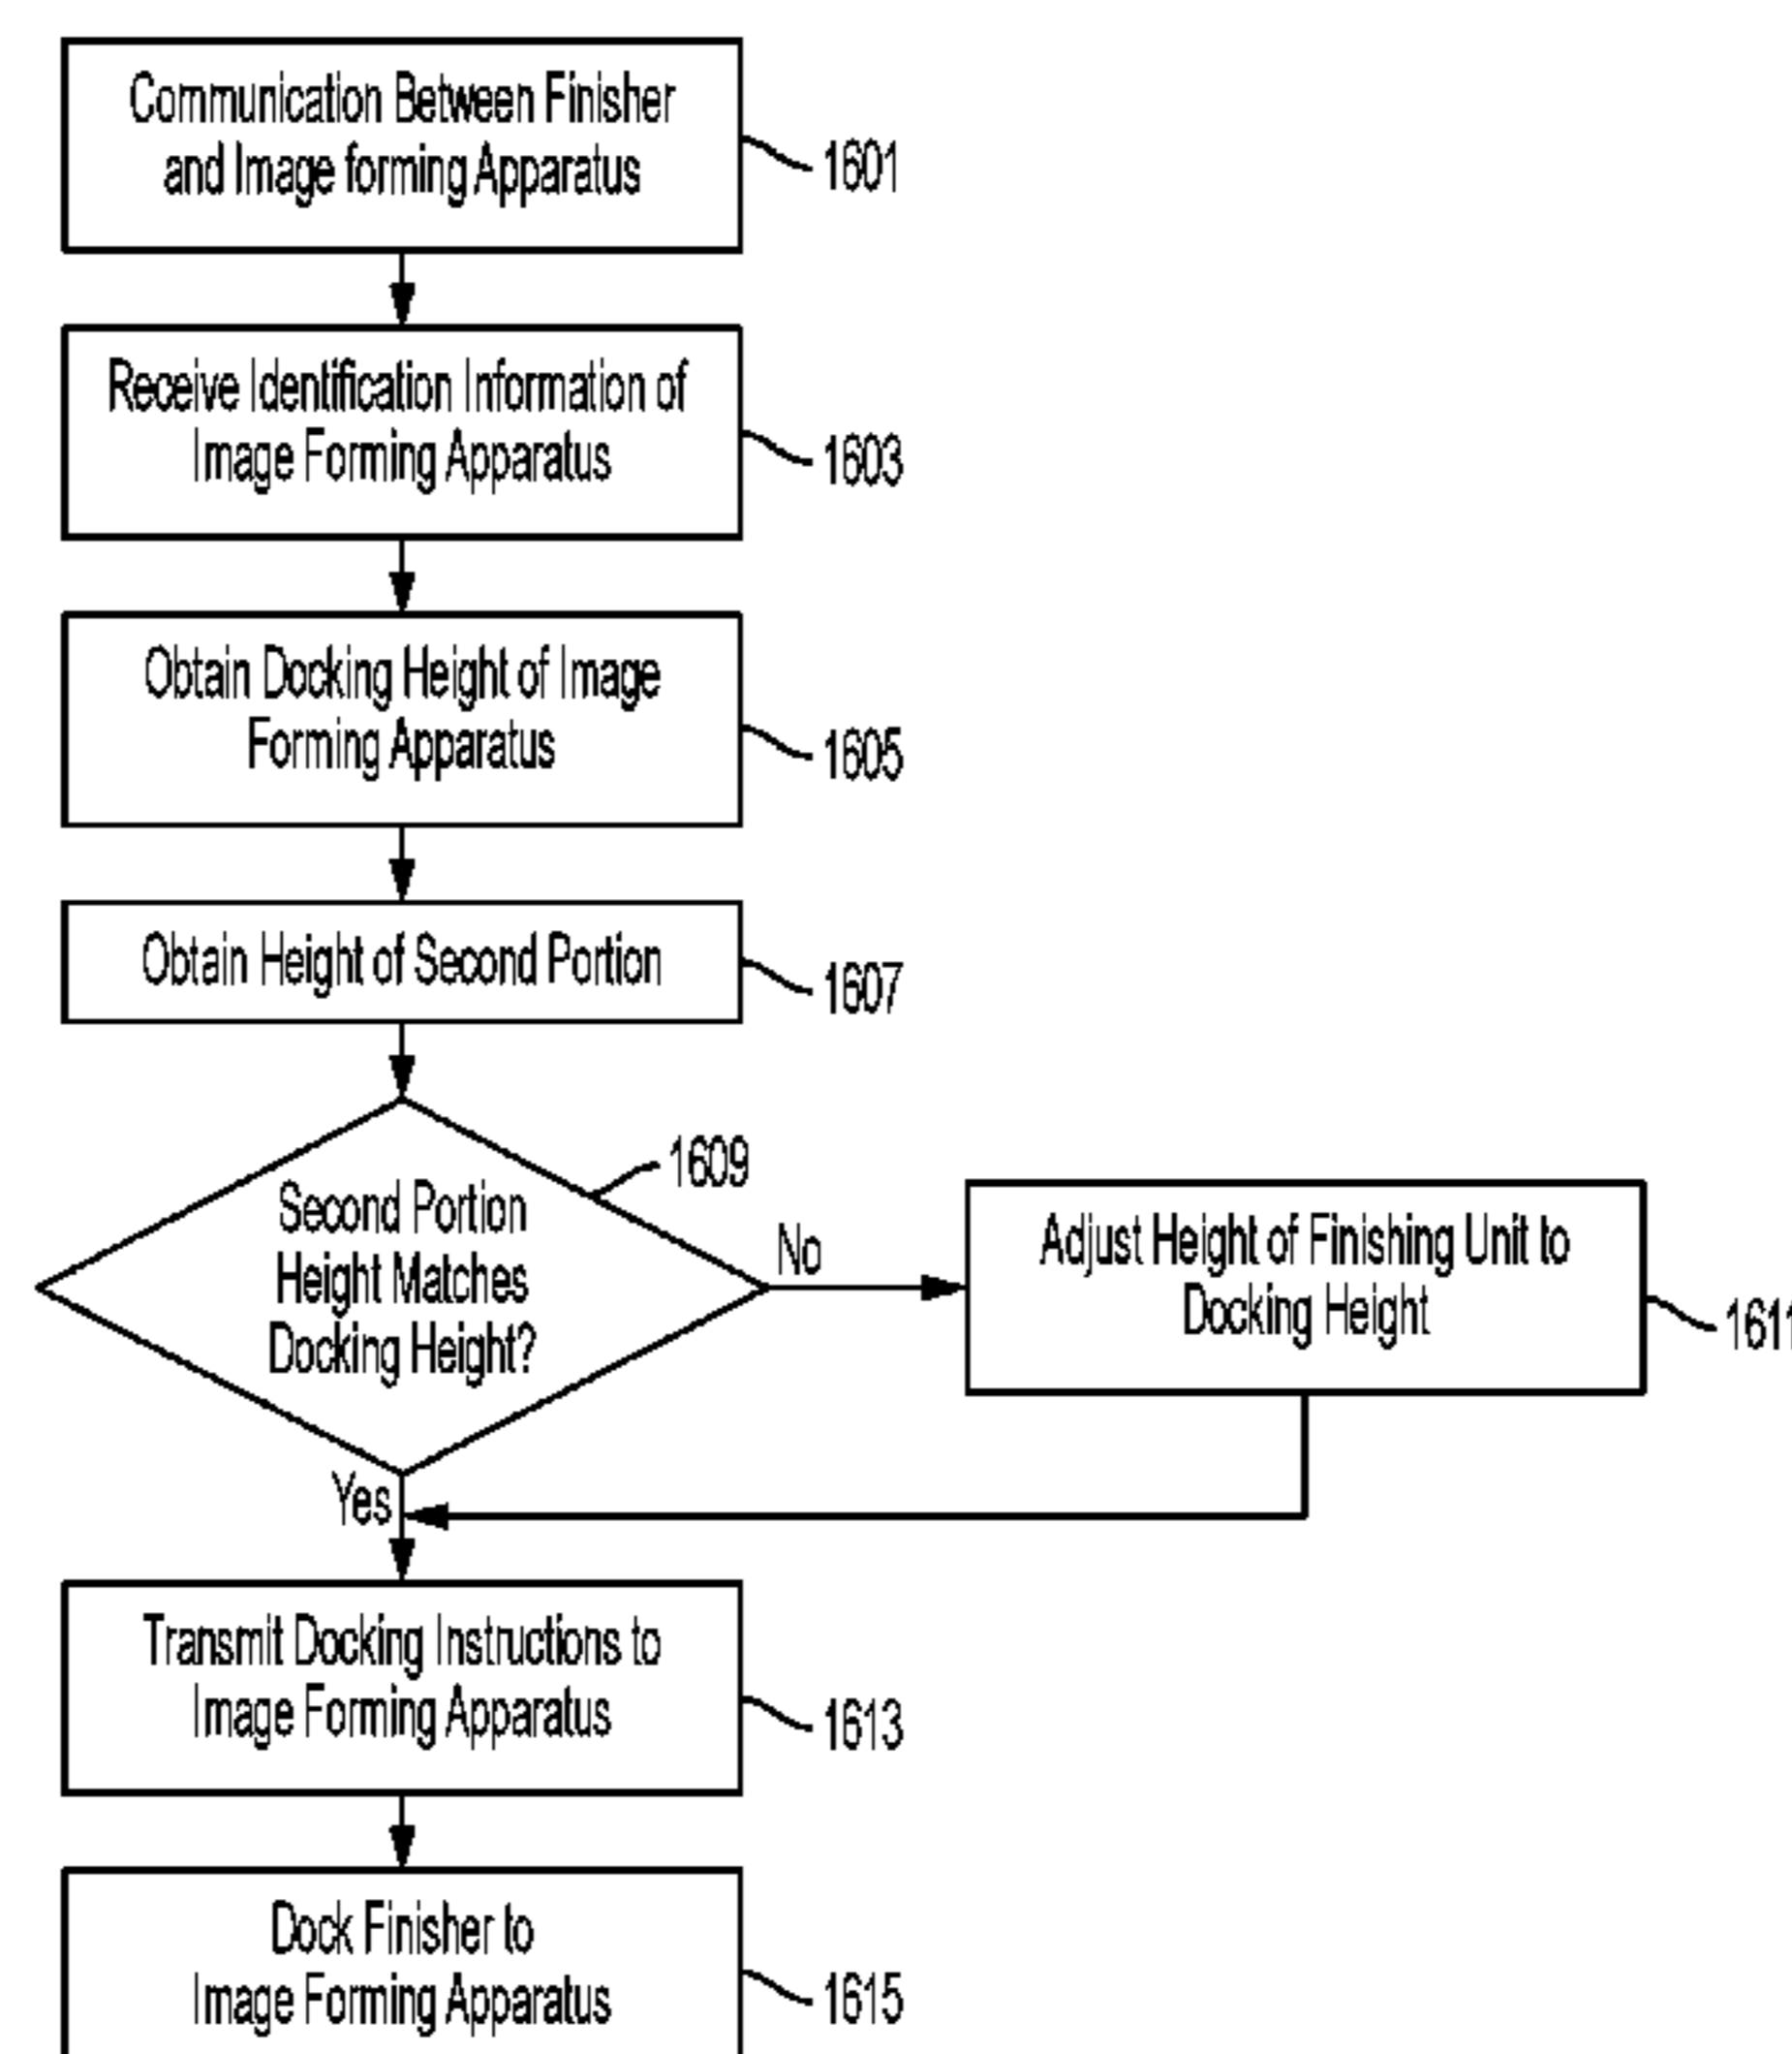 Communication Between Finisher
and Image forming Apparatus
1601
Receive Identification Information of
Image Forming Apparatus
1603
Obtain Docking Height of Image
Forming Apparatus
1605
Obtain Height of Second Portion
1607
1609
Second Portion
Height Matches
Docking Height?
No
Adjust Height of Finishing Unit to
Docking Height
1611
Yes
Transmit Docking Instructions to
Image Forming Apparatus
1613
Dock Finisher to
Image Forming Apparatus
1615